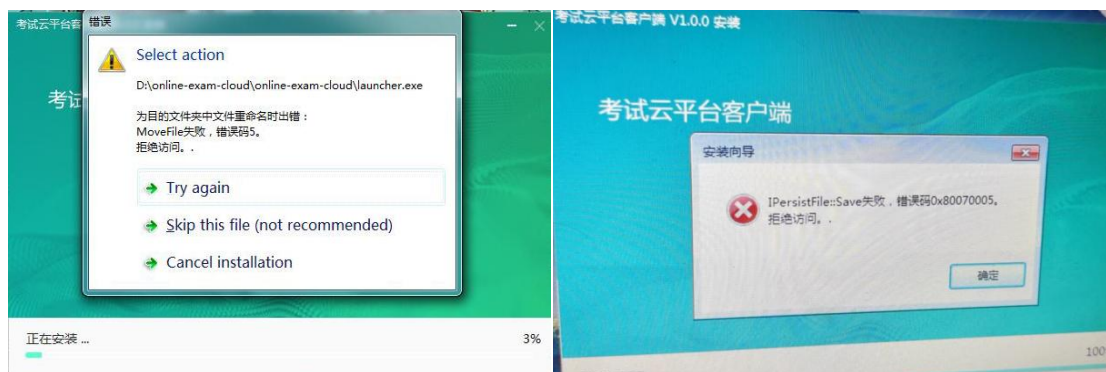 考试云平台客
错误
Select action
D:\online-exam-cloud\online-exam-cloud\launcher.exe
为目的文件夹中文件重命名时出错：
MoveFile失败，错误码5。
拒绝访问。.
Try again
Skip this file (not recommended)
Cancel installation
考试
正在安装 ...
3%
考试云平台客户端 V1.0.0 安装
考试云平台客户端
安装向导
IPersistFile::Save失败，错误码0x80070005。
拒绝访问。.
确定
100